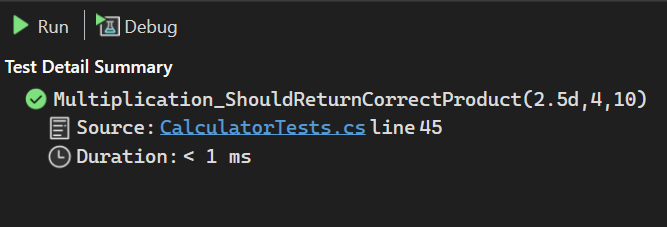 Run Debug
Test Detail Summary
Multiplication_ShouldReturnCorrectProduct(2.5d,4,10)
Source: CalculatorTests.cs line 45
Duration: < 1 ms